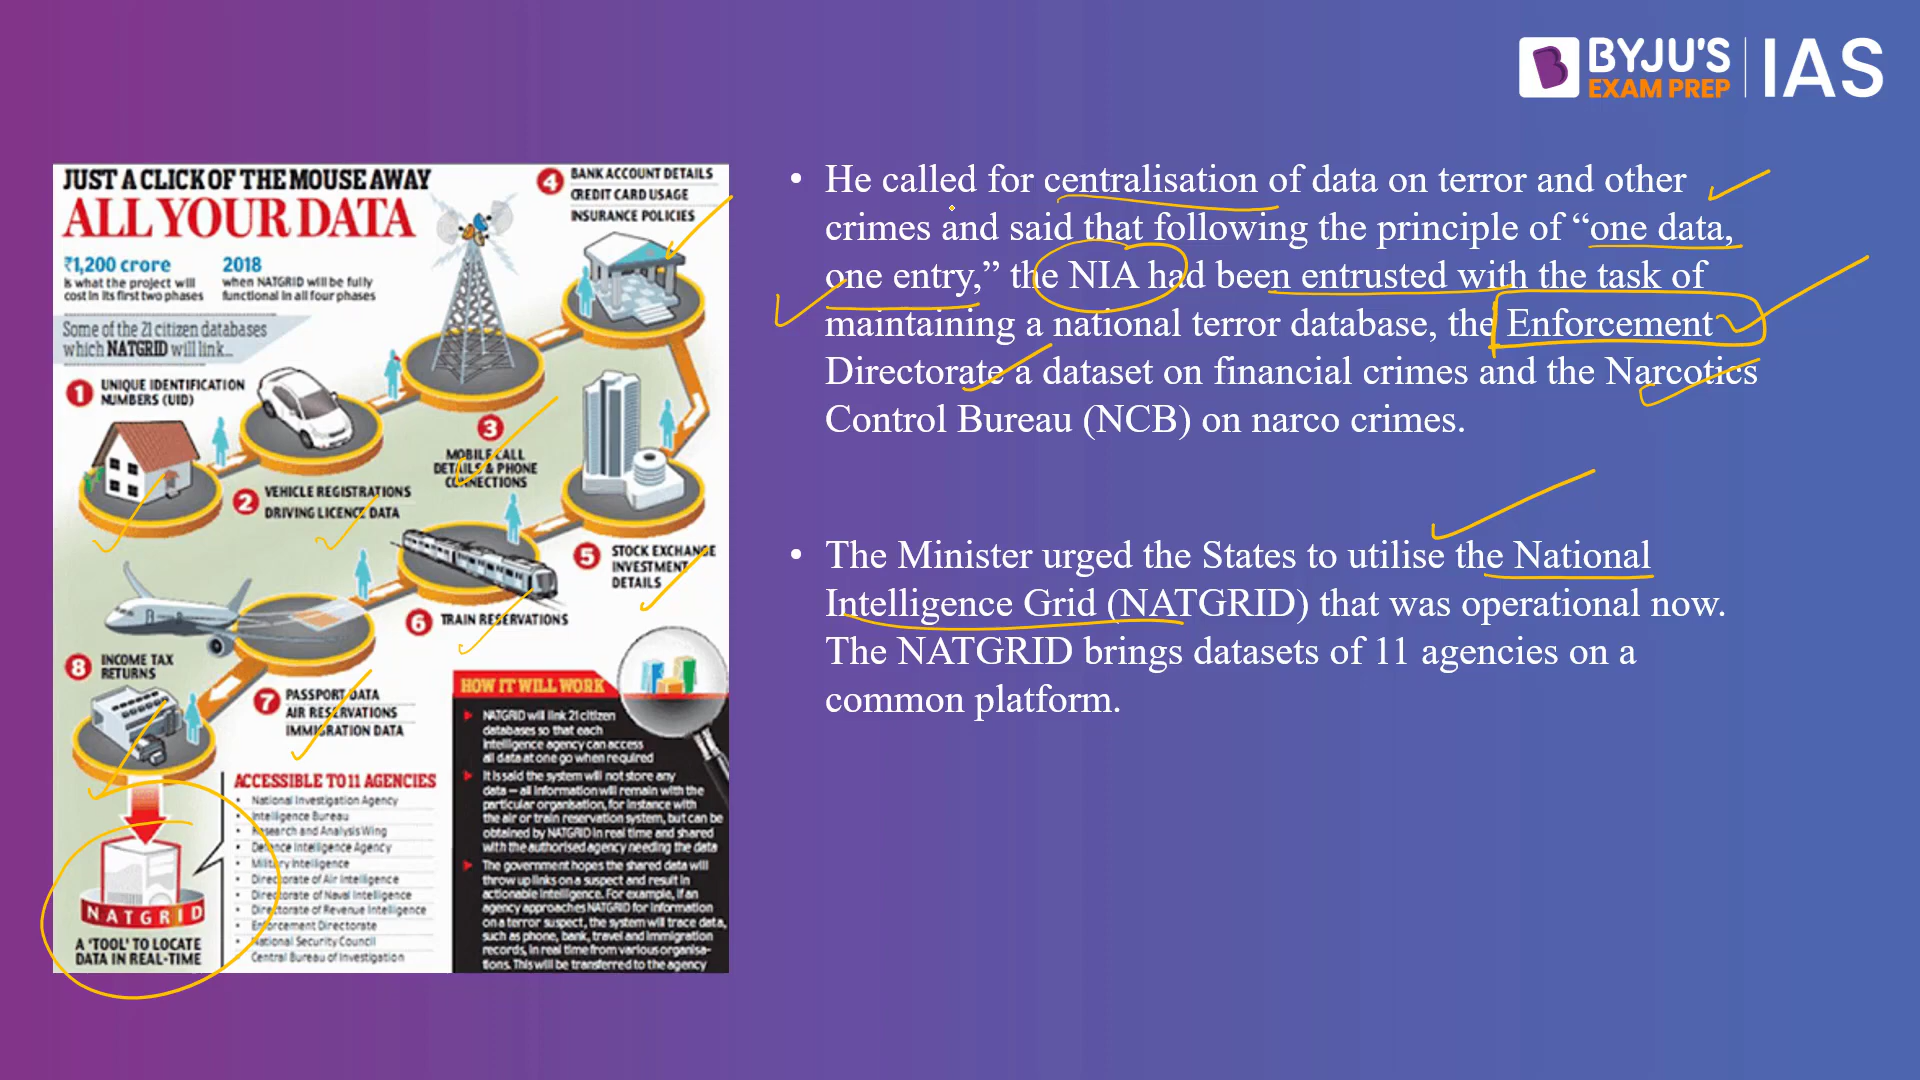 BYJU'S
EXAM PREP
IAS
JUST A CLICK OF THE MOUSE AWAY
ALL YOUR DATA
₹1,200 crore
is what the project will
cost in its first two phases
2018
when NATGRID will be fully
functional in all four phases
Some of the 21 citizen databases
which NATGRID will link...
1 UNIQUE IDENTIFICATION
NUMBERS (UID)
2 VEHICLE REGISTRATIONS
DRIVING LICENCE DATA
3
MOBILE CALL
DETAILS & PHONE
CONNECTIONS
4 BANK ACCOUNT DETAILS
CREDIT CARD USAGE
INSURANCE POLICIES
5 STOCK EXCHANGE
INVESTMENT
DETAILS
6 TRAIN RESERVATIONS
7 PASSPORT DATA
AIR RESERVATIONS
IMMIGRATION DATA
8 INCOME TAX
RETURNS
NATGRID
A 'TOOL' TO LOCATE
DATA IN REAL-TIME
ACCESSIBLE TO 11 AGENCIES
• National Investigation Agency
• Intelligence Bureau
• Research and Analysis Wing
• Defence Intelligence Agency
• Military Intelligence
• Directorate of Air Intelligence
• Directorate of Naval Intelligence
• Directorate of Revenue Intelligence
• Enforcement Directorate
• National Security Council
Central Bureau of Investigation
HOW IT WILL WORK
NATGRID will link 21 citizen
databases so that each
intelligence agency can access
all data at one go when required
It is said the system will not store any
data — all information will remain with the
particular organisation, for instance with
the air or train reservation system, but can be
obtained by NATGRID in real time and shared
with the authorised agency needing the data
The government hopes the shared data will
throw up links on a suspect and result in
actionable intelligence. For example, if an
agency approaches NATGRID for information
on a terror suspect, the system will trace data,
such as phone, bank, travel and immigration
records, in real time from various organisa-
tions. This will be transferred to the agency
• He called for centralisation of data on terror and other
crimes and said that following the principle of “one data,
one entry,” the NIA had been entrusted with the task of
maintaining a national terror database, the Enforcement
Directorate a dataset on financial crimes and the Narcotics
Control Bureau (NCB) on narco crimes.
• The Minister urged the States to utilise the National
Intelligence Grid (NATGRID) that was operational now.
The NATGRID brings datasets of 11 agencies on a
common platform.